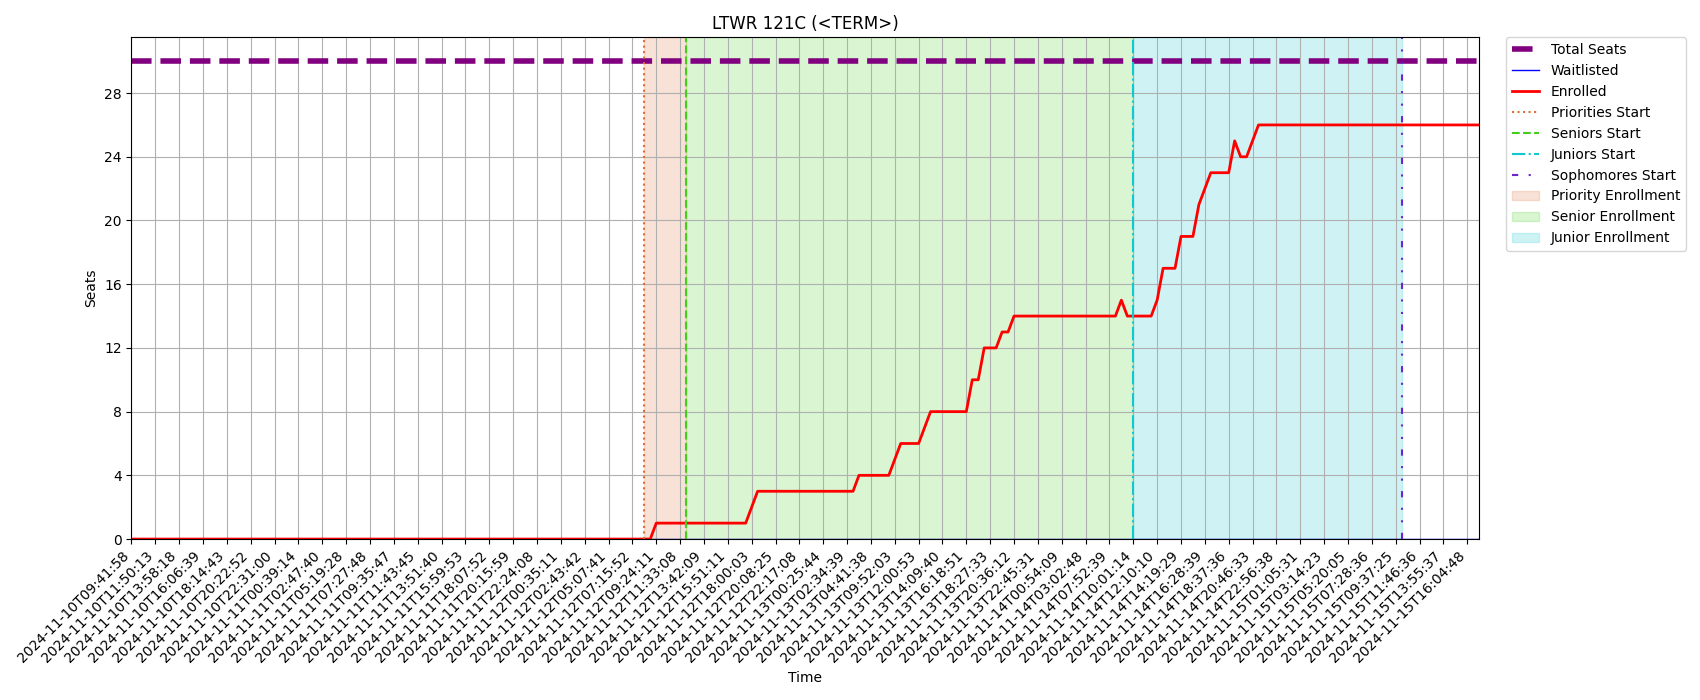 LTWR 121C (<TERM>)
Total Seats
Waitlisted
Enrolled
Priorities Start
Seniors Start
Juniors Start
Sophomores Start
Priority Enrollment
Senior Enrollment
Junior Enrollment
Seats
28
24
20
16
12
8
4
0
2024-11-10T09:41:58
2024-11-10T11:50:13
2024-11-10T13:58:18
2024-11-10T16:06:39
2024-11-10T18:14:43
2024-11-10T20:22:52
2024-11-10T22:31:00
2024-11-11T00:39:14
2024-11-11T02:47:40
2024-11-11T05:19:28
2024-11-11T07:27:48
2024-11-11T09:35:47
2024-11-11T11:43:45
2024-11-11T13:51:40
2024-11-11T15:59:53
2024-11-11T18:07:52
2024-11-11T20:15:59
2024-11-11T22:24:08
2024-11-12T00:35:11
2024-11-12T02:43:42
2024-11-12T05:07:41
2024-11-12T07:15:52
2024-11-12T09:24:11
2024-11-12T11:33:08
2024-11-12T13:42:09
2024-11-12T15:51:11
2024-11-12T18:00:03
2024-11-12T20:08:25
2024-11-12T22:17:08
2024-11-13T00:25:44
2024-11-13T02:34:39
2024-11-13T04:41:38
2024-11-13T09:52:03
2024-11-13T12:00:53
2024-11-13T14:09:40
2024-11-13T16:18:51
2024-11-13T18:27:33
2024-11-13T20:36:12
2024-11-13T22:45:31
2024-11-14T00:54:09
2024-11-14T03:02:48
2024-11-14T07:52:39
2024-11-14T10:01:14
2024-11-14T12:10:10
2024-11-14T14:19:29
2024-11-14T16:28:39
2024-11-14T18:37:36
2024-11-14T20:46:33
2024-11-14T22:56:38
2024-11-15T01:05:31
2024-11-15T03:14:23
2024-11-15T05:20:05
2024-11-15T07:28:36
2024-11-15T09:37:25
2024-11-15T11:46:36
2024-11-15T13:55:37
2024-11-15T16:04:48
Time